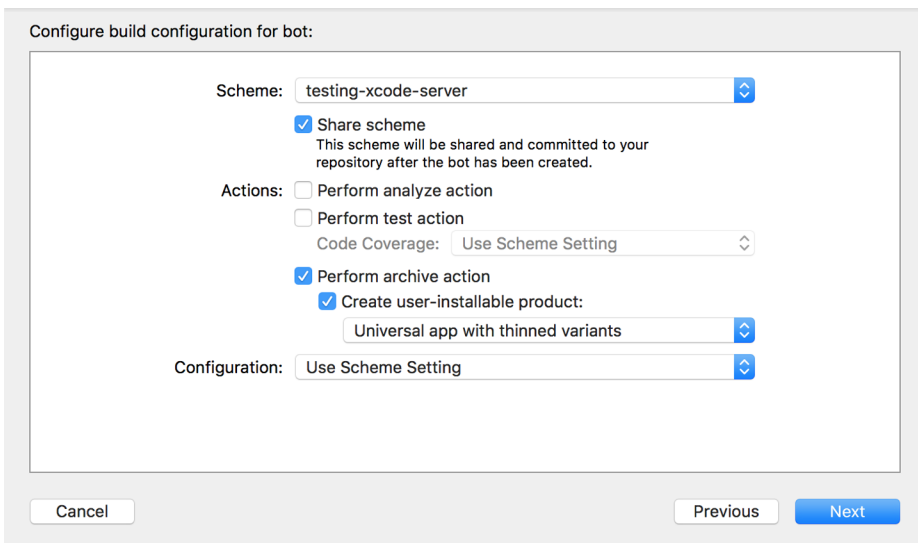 Configure build configuration for bot:
Scheme: testing-xcode-server
Share scheme
This scheme will be shared and committed to your
repository after the bot has been created.
Actions: Perform analyze action
Perform test action
Code Coverage: Use Scheme Setting
Perform archive action
Create user-installable product:
Universal app with thinned variants
Configuration: Use Scheme Setting
Cancel Previous Next